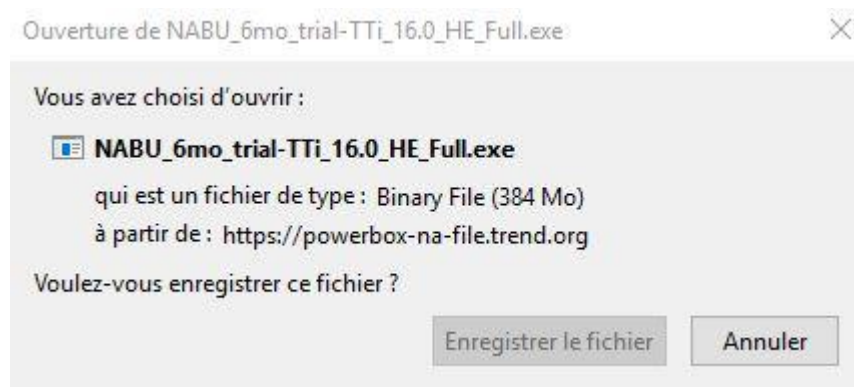 Ouverture de NABU_6mo_trial-TTi_16.0_HE_Full.exe
Vous avez choisi d'ouvrir :
NABU_6mo_trial-TTi_16.0_HE_Full.exe
qui est un fichier de type : Binary File (384 Mo)
à partir de : https://powerbox-na-file.trend.org
Voulez-vous enregistrer ce fichier ?
Enregistrer le fichier Annuler